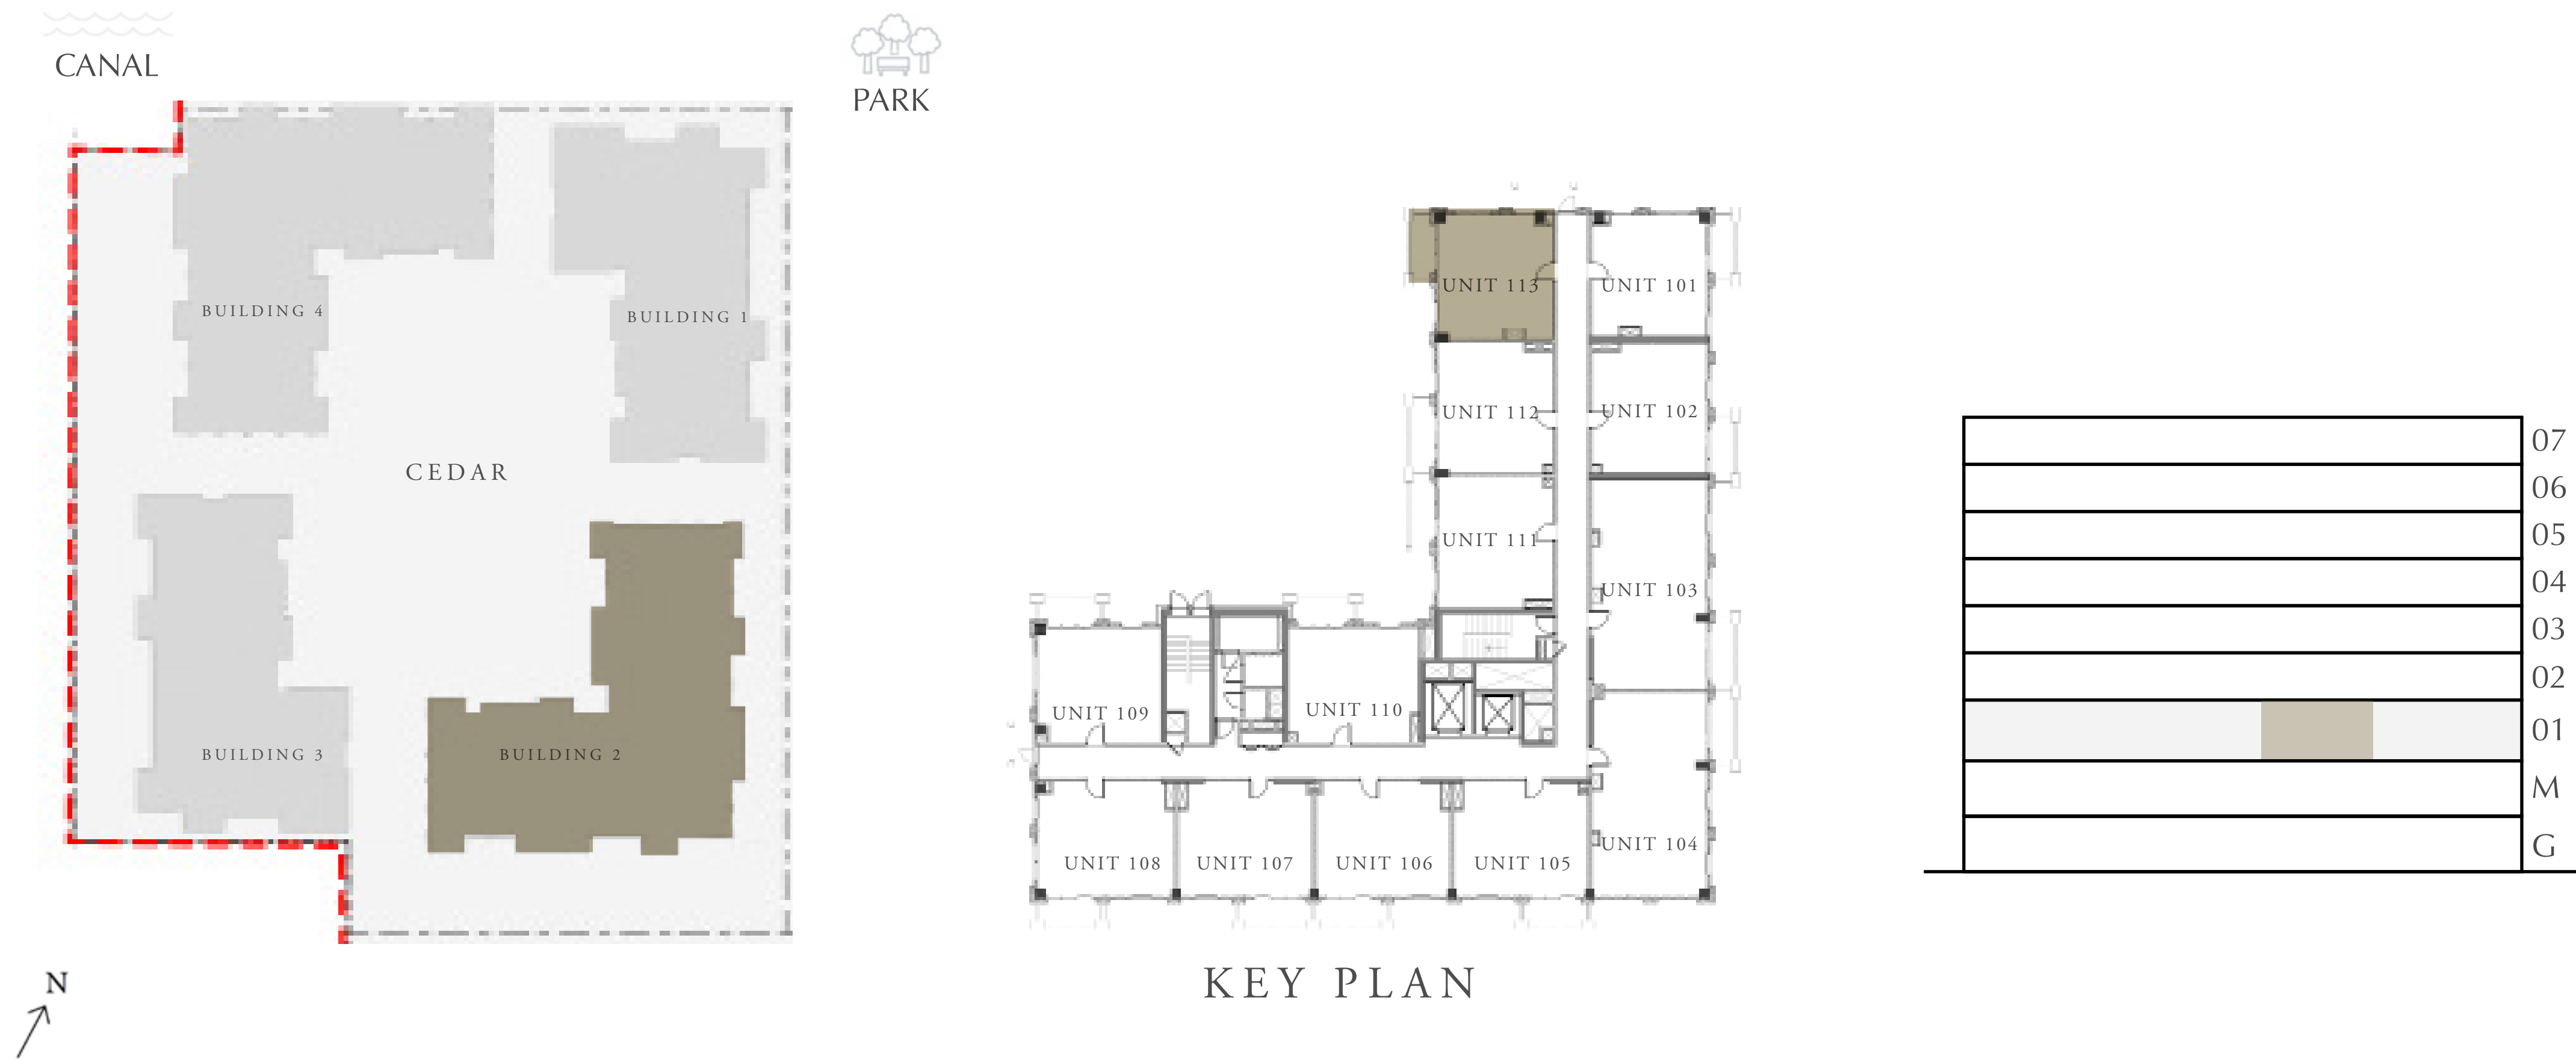 CANAL
PARK
BUILDING 4
BUILDING 1
CEDAR
BUILDING 3
BUILDING 2
N
UNIT 113
UNIT 101
UNIT 112
UNIT 102
UNIT 111
UNIT 103
UNIT 109
UNIT 110
UNIT 108
UNIT 107
UNIT 106
UNIT 105
UNIT 104
KEY PLAN
07
06
05
04
03
02
01
M
G